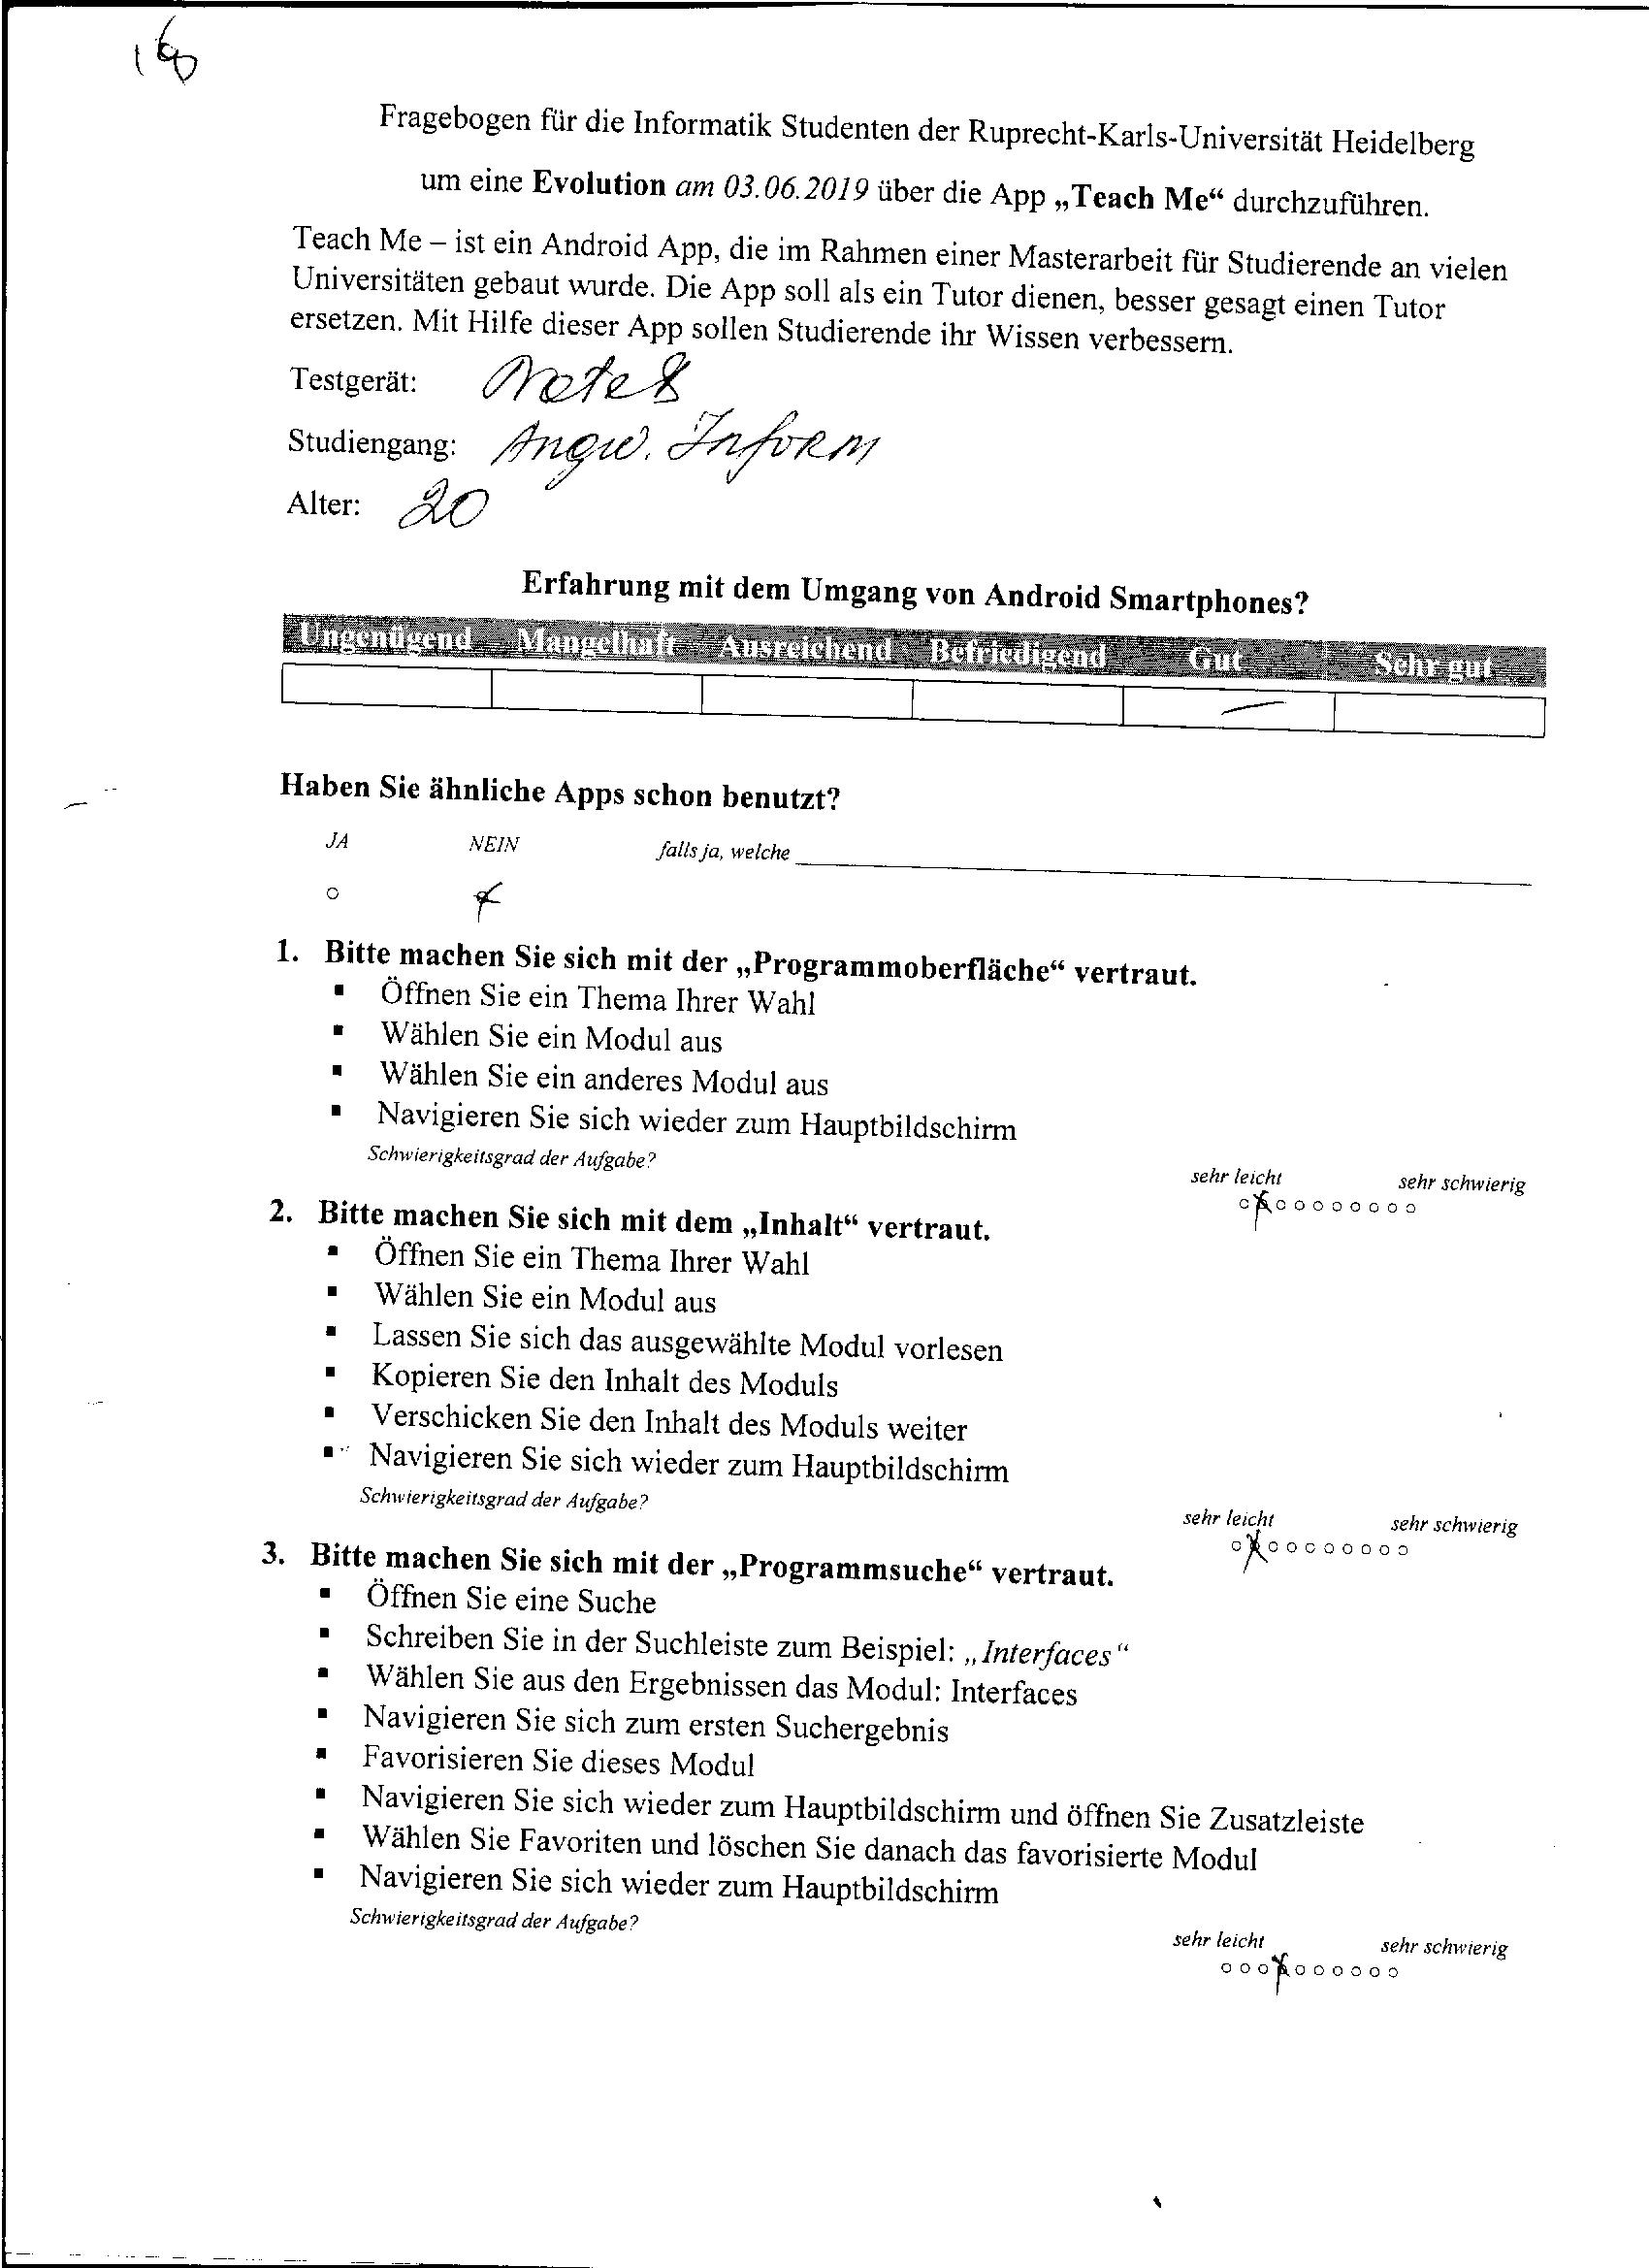 Fragebogen für die Informatik Studenten der Ruprecht-Karls-Universität Heidelberg
um eine Evolution am 03.06.2019 über die App „Teach Me“ durchzuführen.
Teach Me – ist ein Android App, die im Rahmen einer Masterarbeit für Studierende an vielen
Universitäten gebaut wurde. Die App soll als ein Tutor dienen, besser gesagt einen Tutor
ersetzen. Mit Hilfe dieser App sollen Studierende ihr Wissen verbessern.
Testgerät: Note 8
Studiengang: Angw. Inform
Alter: 20
Erfahrung mit dem Umgang von Android Smartphones?
Ungenügend Mangelhaft Ausreichend Befriedigend Gut Sehr gut
Haben Sie ähnliche Apps schon benutzt?
JA NEIN falls ja, welche
1. Bitte machen Sie sich mit der „Programmoberfläche“ vertraut.
▪ Öffnen Sie ein Thema Ihrer Wahl
▪ Wählen Sie ein Modul aus
▪ Wählen Sie ein anderes Modul aus
▪ Navigieren Sie sich wieder zum Hauptbildschirm
Schwierigkeitsgrad der Aufgabe?
sehr leicht sehr schwierig
2. Bitte machen Sie sich mit dem „Inhalt“ vertraut.
▪ Öffnen Sie ein Thema Ihrer Wahl
▪ Wählen Sie ein Modul aus
▪ Lassen Sie sich das ausgewählte Modul vorlesen
▪ Kopieren Sie den Inhalt des Moduls
▪ Verschicken Sie den Inhalt des Moduls weiter
▪ Navigieren Sie sich wieder zum Hauptbildschirm
Schwierigkeitsgrad der Aufgabe?
sehr leicht sehr schwierig
3. Bitte machen Sie sich mit der „Programmsuche“ vertraut.
▪ Öffnen Sie eine Suche
▪ Schreiben Sie in der Suchleiste zum Beispiel: „Interfaces“
▪ Wählen Sie aus den Ergebnissen das Modul: Interfaces
▪ Navigieren Sie sich zum ersten Suchergebnis
▪ Favorisieren Sie dieses Modul
▪ Navigieren Sie sich wieder zum Hauptbildschirm und öffnen Sie Zusatzleiste
▪ Wählen Sie Favoriten und löschen Sie danach das favorisierte Modul
▪ Navigieren Sie sich wieder zum Hauptbildschirm
Schwierigkeitsgrad der Aufgabe?
sehr leicht sehr schwierig